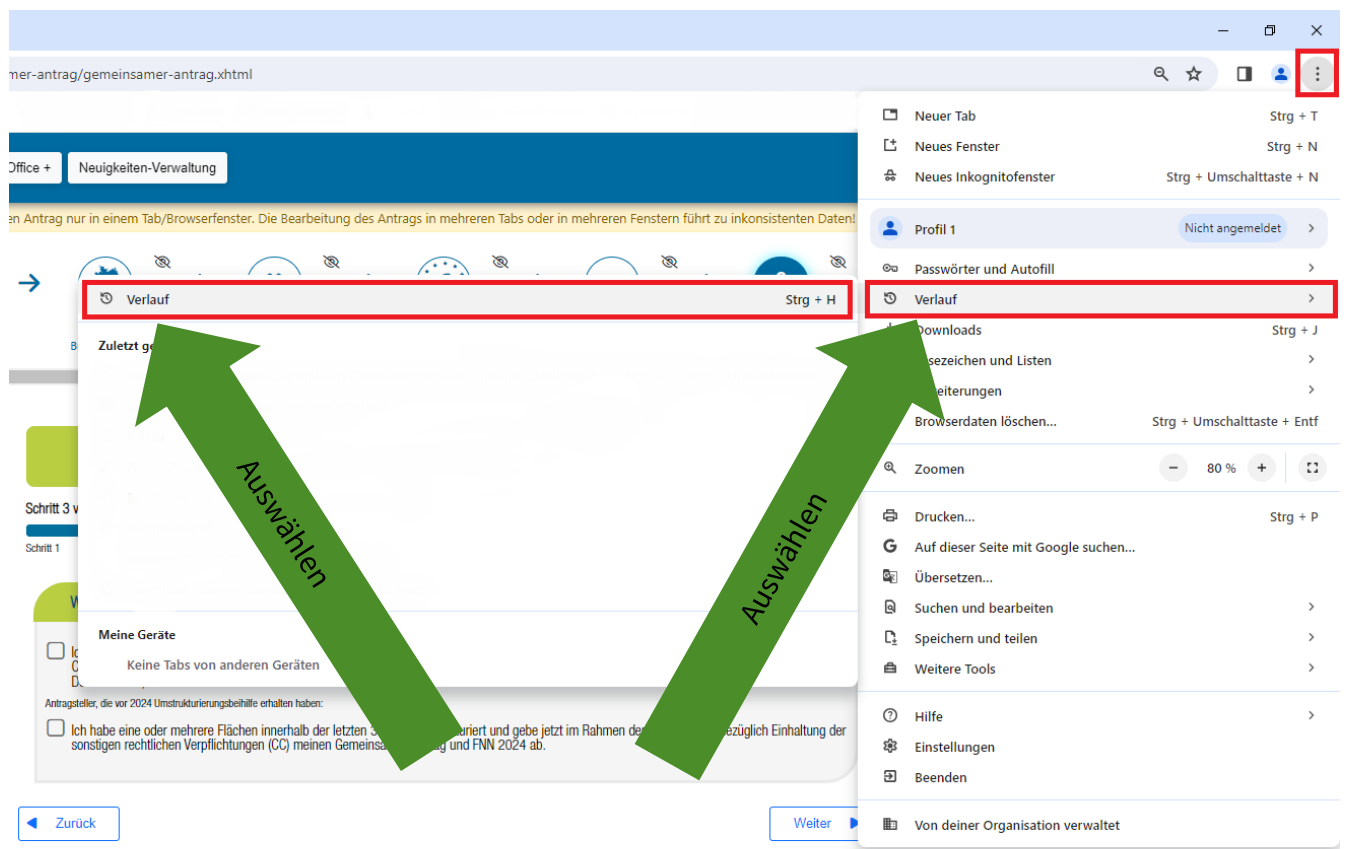 mer-antrag/gemeinsamer-antrag.xhtml
Office +
Neuigkeiten-Verwaltung
en Antrag nur in einem Tab/Browserfenster. Die Bearbeitung des Antrags in mehreren Tabs oder in mehreren Fenstern führt zu inkonsistenten Daten!
Verlauf Strg + H
Zuletzt ge
Auswählen
Meine Geräte
Keine Tabs von anderen Geräten
Schritt 3 v
Schritt 1
Antragsteller, die vor 2024 Umstrukturierungsbeihilfe erhalten haben:
Ich habe eine oder mehrere Flächen innerhalb der letzten 3 uriert und gebe jetzt im Rahmen de ezüglich Einhaltung der
sonstigen rechtlichen Verpflichtungen (CC) meinen Gemeinsa g und FNN 2024 ab.
Zurück
Weiter
Neuer Tab Strg + T
Neues Fenster Strg + N
Neues Inkognitofenster Strg + Umschalttaste + N
Profil 1 Nicht angemeldet
Passwörter und Autofill
Verlauf
Downloads Strg + J
esezeichen und Listen
eiterungen
Browserdaten löschen... Strg + Umschalttaste + Entf
Auswählen
Zoomen − 80 % +
Drucken... Strg + P
Auf dieser Seite mit Google suchen...
Übersetzen...
Suchen und bearbeiten
Speichern und teilen
Weitere Tools
Hilfe
Einstellungen
Beenden
Von deiner Organisation verwaltet